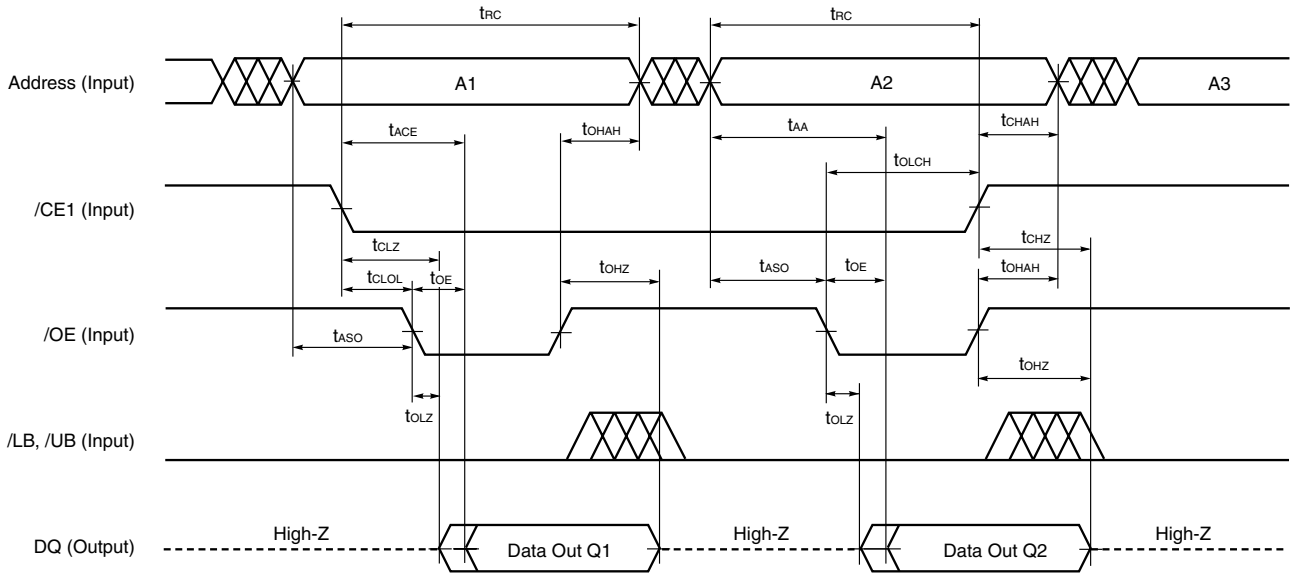 tRC
tRC
Address (Input)
A1
A2
A3
tACE
tOHAH
tAA
tCHAH
tOLCH
/CE1 (Input)
tCLZ
tCHZ
tCLOL
tOE
tOHZ
tASO
tOE
tOHAH
/OE (Input)
tASO
tOHZ
tOLZ
tOLZ
/LB, /UB (Input)
High-Z
High-Z
High-Z
DQ (Output)
Data Out Q1
Data Out Q2